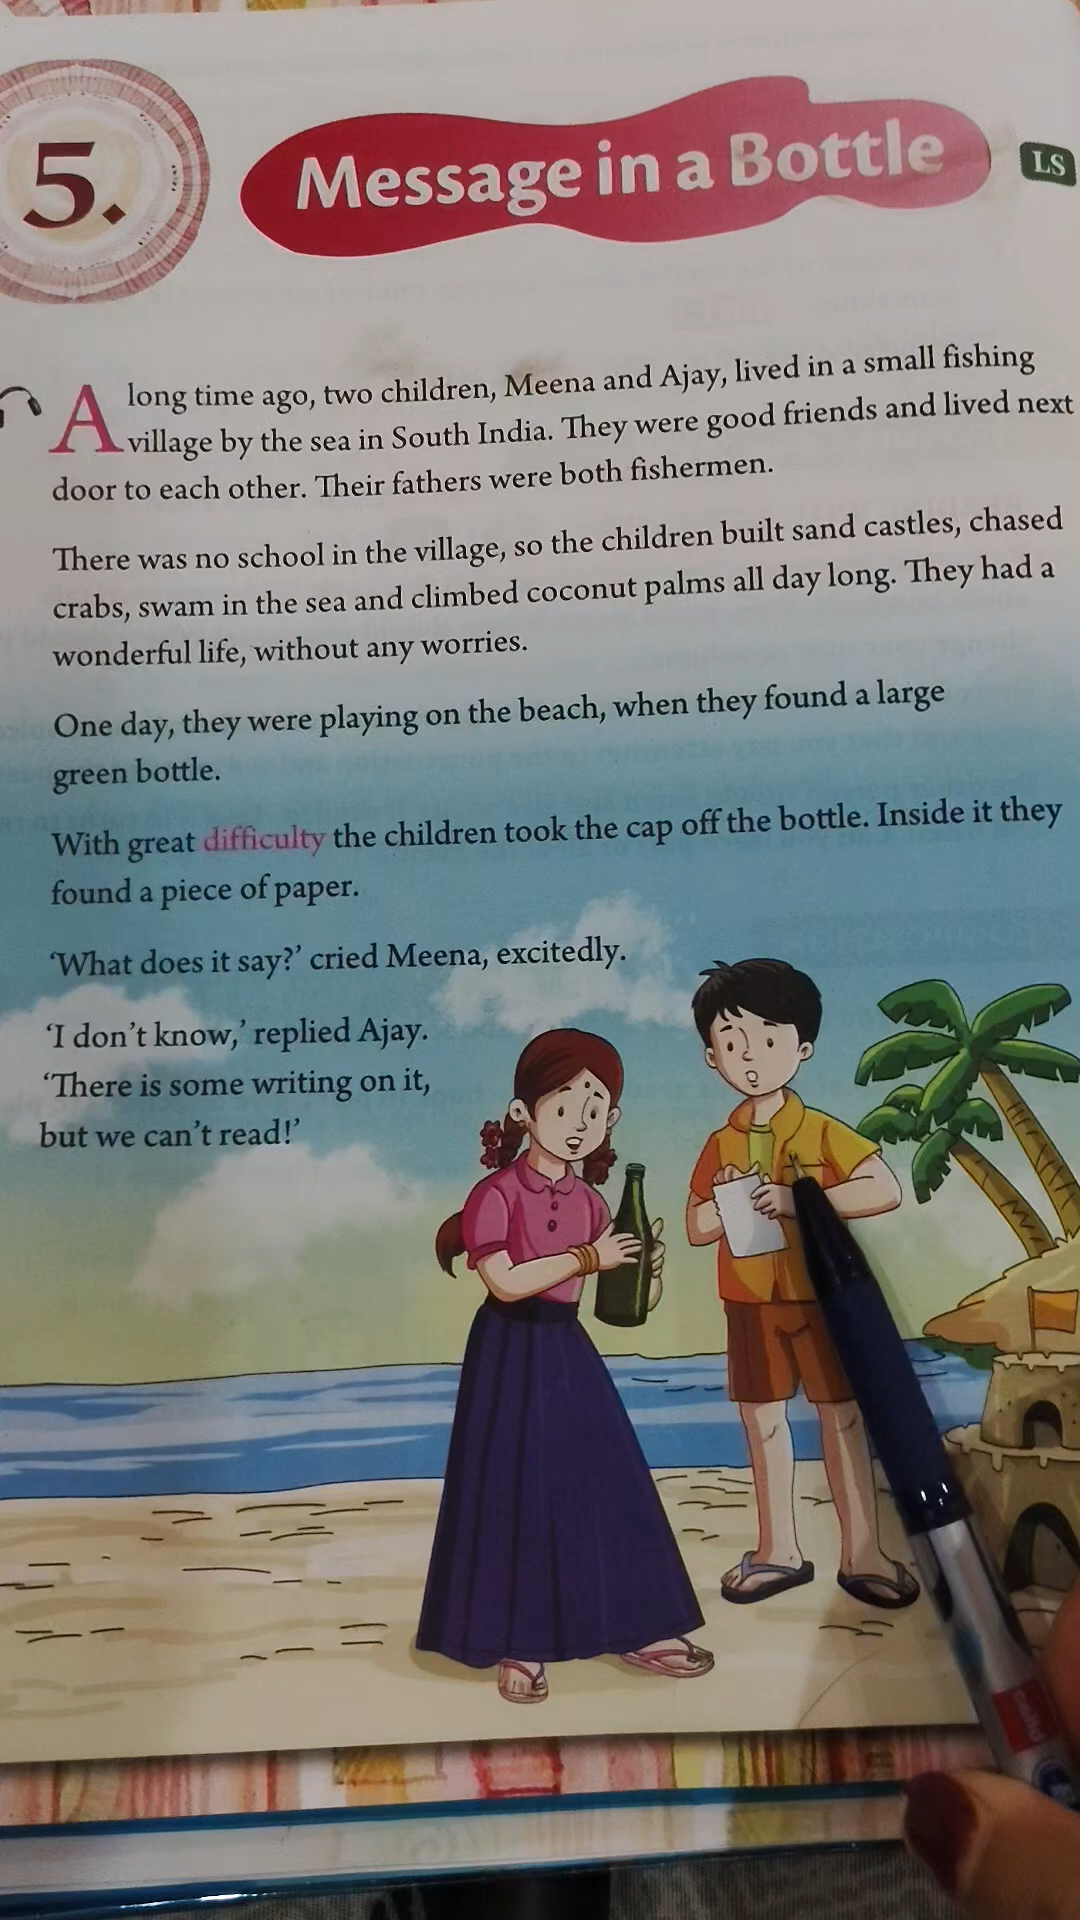 5.
Message in a Bottle
LS
A long time ago, two children, Meena and Ajay, lived in a small fishing
village by the sea in South India. They were good friends and lived next
door to each other. Their fathers were both fishermen.
There was no school in the village, so the children built sand castles, chased
crabs, swam in the sea and climbed coconut palms all day long. They had a
wonderful life, without any worries.
One day, they were playing on the beach, when they found a large
green bottle.
With great difficulty the children took the cap off the bottle. Inside it they
found a piece of paper.
‘What does it say?’ cried Meena, excitedly.
‘I don’t know,’ replied Ajay.
‘There is some writing on it,
but we can’t read!’